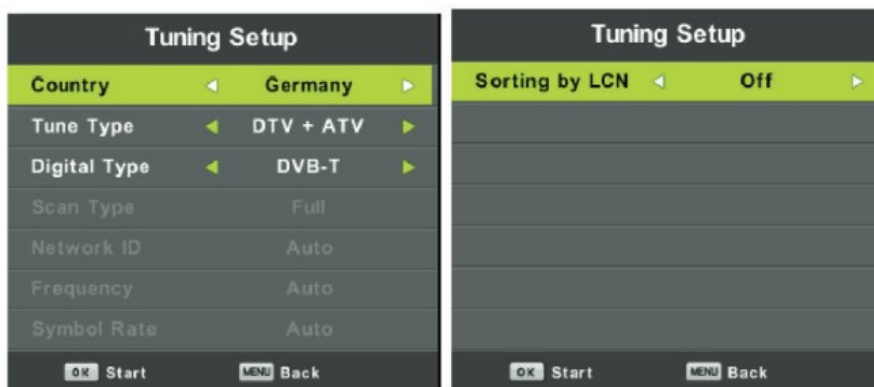 Tuning Setup
Country Germany
Tune Type DTV + ATV
Digital Type DVB-T
Scan Type Full
Network ID Auto
Frequency Auto
Symbol Rate Auto
OK Start MENU Back
Tuning Setup
Sorting by LCN Off
OK Start MENU Back